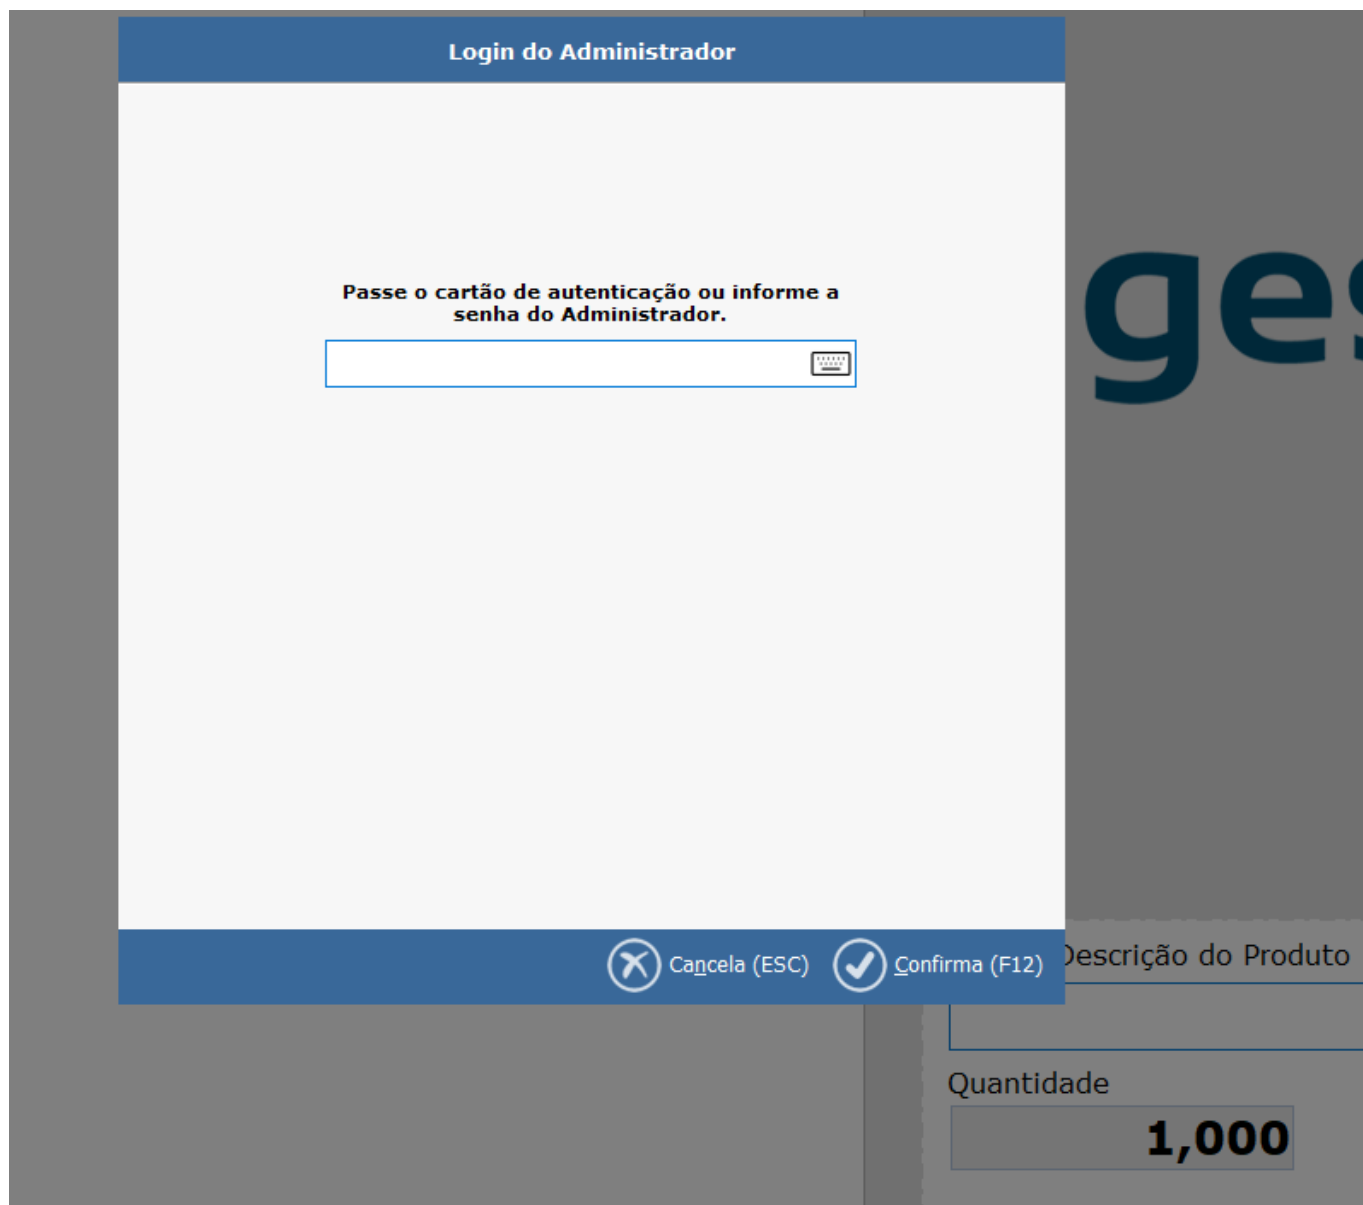 Login do Administrador
Passe o cartão de autenticação ou informe a
senha do Administrador.
Cancela (ESC)
Confirma (F12)
Descrição do Produto
Quantidade
1,000